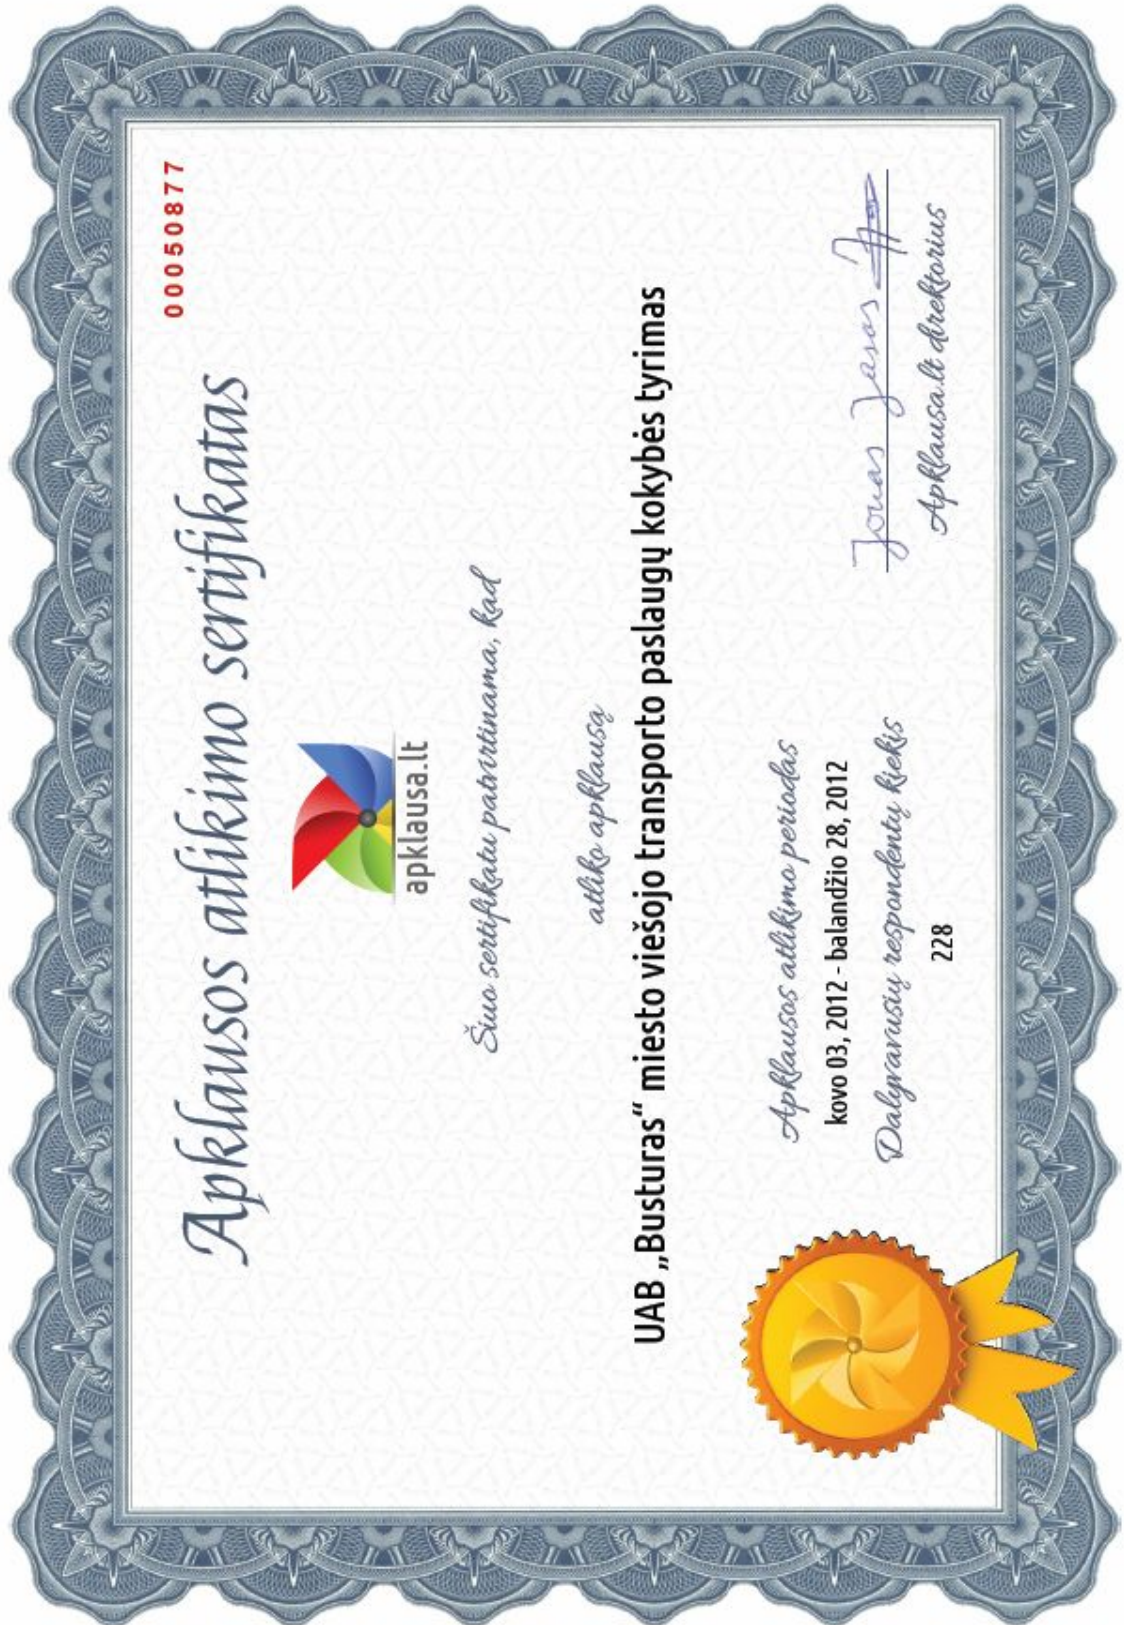 00050877
Apklausos atlikimo sertifikatas
apklausa.lt
Šiuo sertifikatu patvirtinama, kad
atliko apklausą
UAB „Busturas“ miesto viešojo transporto paslaugų kokybės tyrimas
Apklausos atlikimo periodas
kovo 03, 2012 - balandžio 28, 2012
Dalyvavusių respondentų kiekis
228
Jonas Jasas
Apklausa.lt direktorius